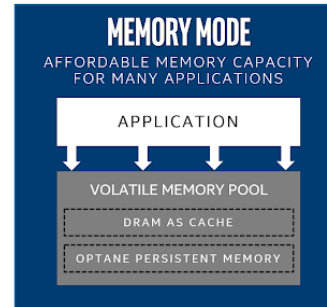 MEMORY MODE
AFFORDABLE MEMORY CAPACITY
FOR MANY APPLICATIONS
APPLICATION
VOLATILE MEMORY POOL
DRAM AS CACHE
OPTANE PERSISTENT MEMORY